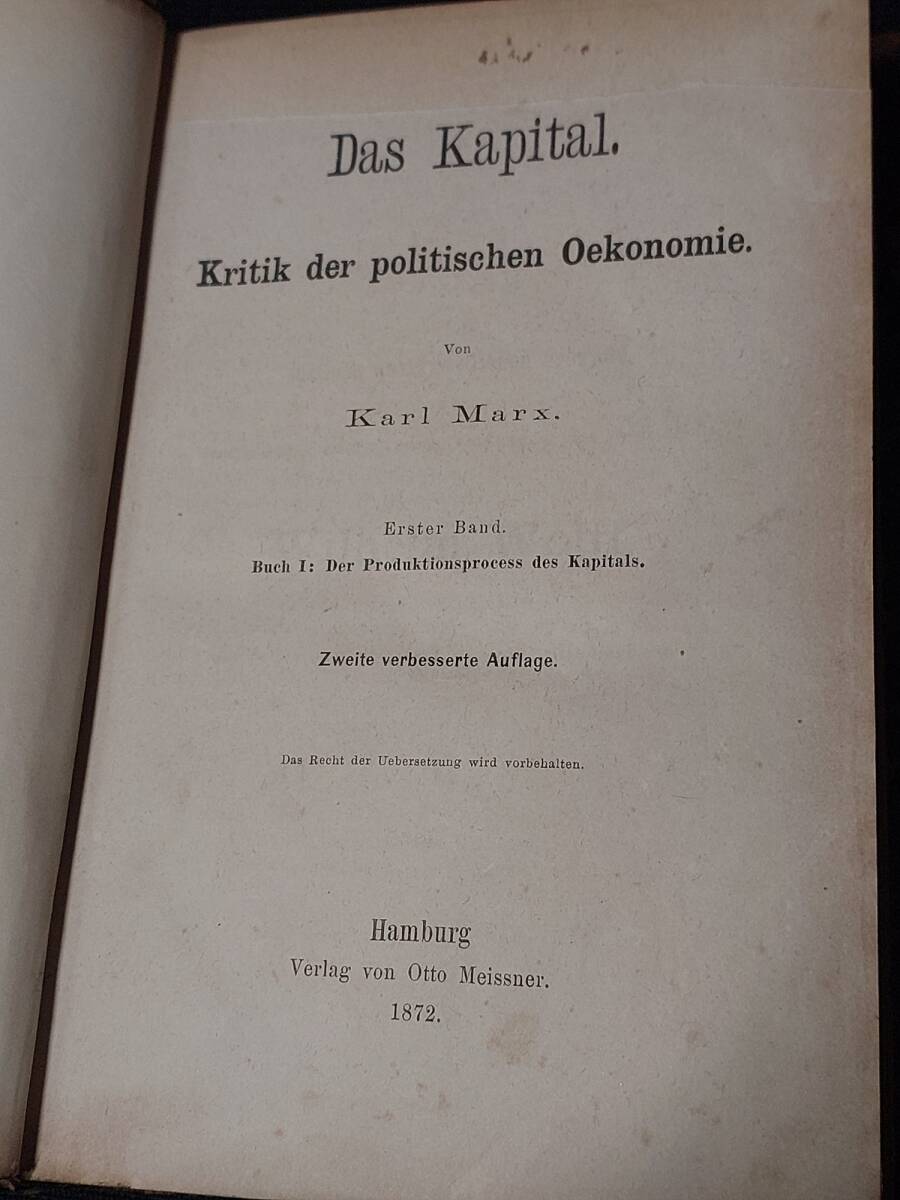 Das Kapital.
Kritik der politischen Oekonomie.
Von
Karl Marx.
Erster Band.
Buch I: Der Produktionsprocess des Kapitals.
Zweite verbesserte Auflage.
Das Recht der Uebersetzung wird vorbehalten.
Hamburg
Verlag von Otto Meissner.
1872.